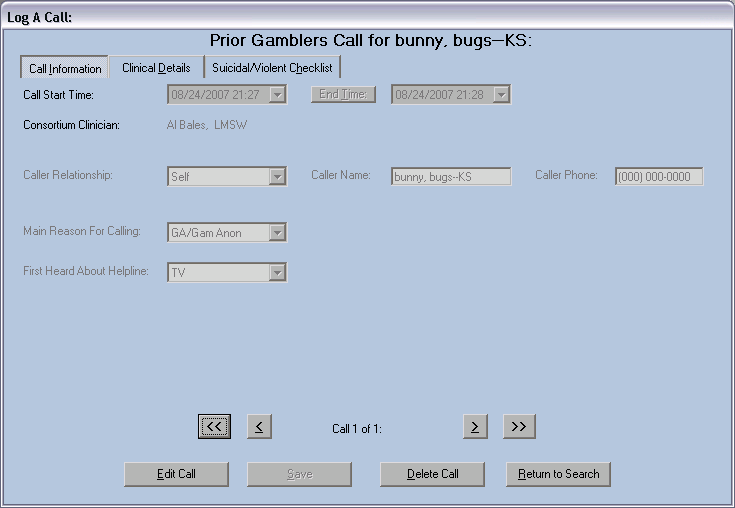 Log A Call:
Prior Gamblers Call for bunny, bugs--KS:
Call Information Clinical Details Suicidal/Violent Checklist
Call Start Time: 08/24/2007 21:27 End Time: 08/24/2007 21:28
Consortium Clinician: Al Bales, LMSW
Caller Relationship: Self Caller Name: bunny, bugs--KS Caller Phone: (000) 000-0000
Main Reason For Calling: GA/Gam Anon
First Heard About Helpline: TV
<< < Call 1 of 1: > >>
Edit Call Save Delete Call Return to Search